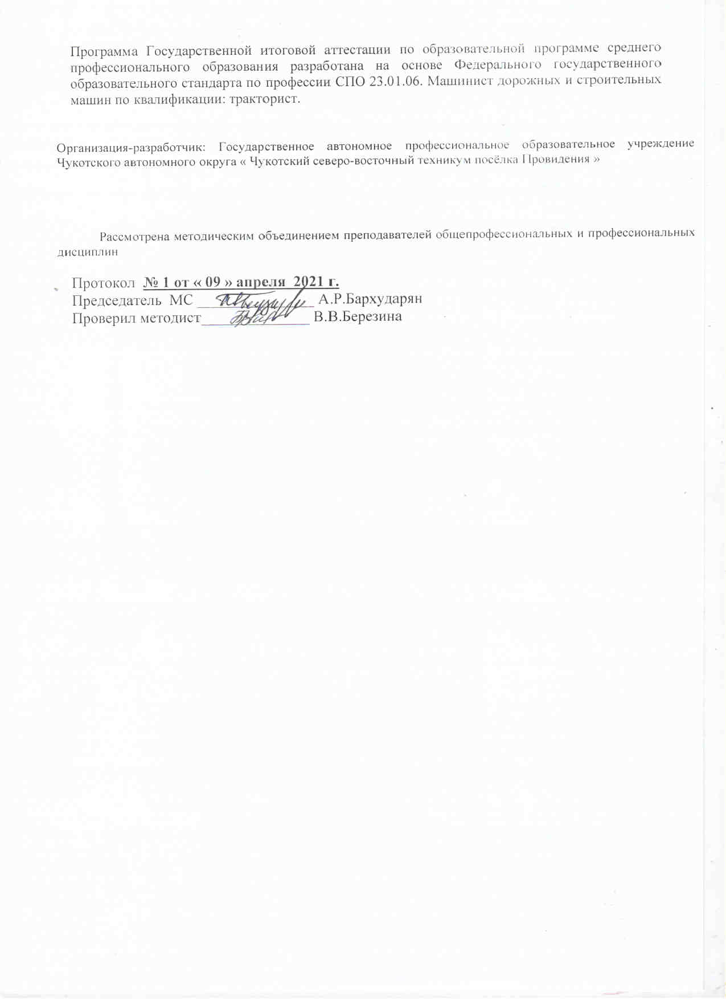 Программа Государственной итоговой аттестации по образовательной программе среднего
профессионального образования разработана на основе Федерального государственного
образовательного стандарта по профессии СПО 23.01.06. Машинист дорожных и строительных
машин по квалификации: тракторист.
Организация-разработчик: Государственное автономное профессиональное образовательное учреждение
Чукотского автономного округа « Чукотский северо-восточный техникум посёлка Провидения »
Рассмотрена методическим объединением преподавателей общепрофессиональных и профессиональных
дисциплин
Протокол № 1 от « 09 » апреля 2021 г.
Председатель МС _______________ А.Р.Бархударян
Проверил методист______________ В.В.Березина